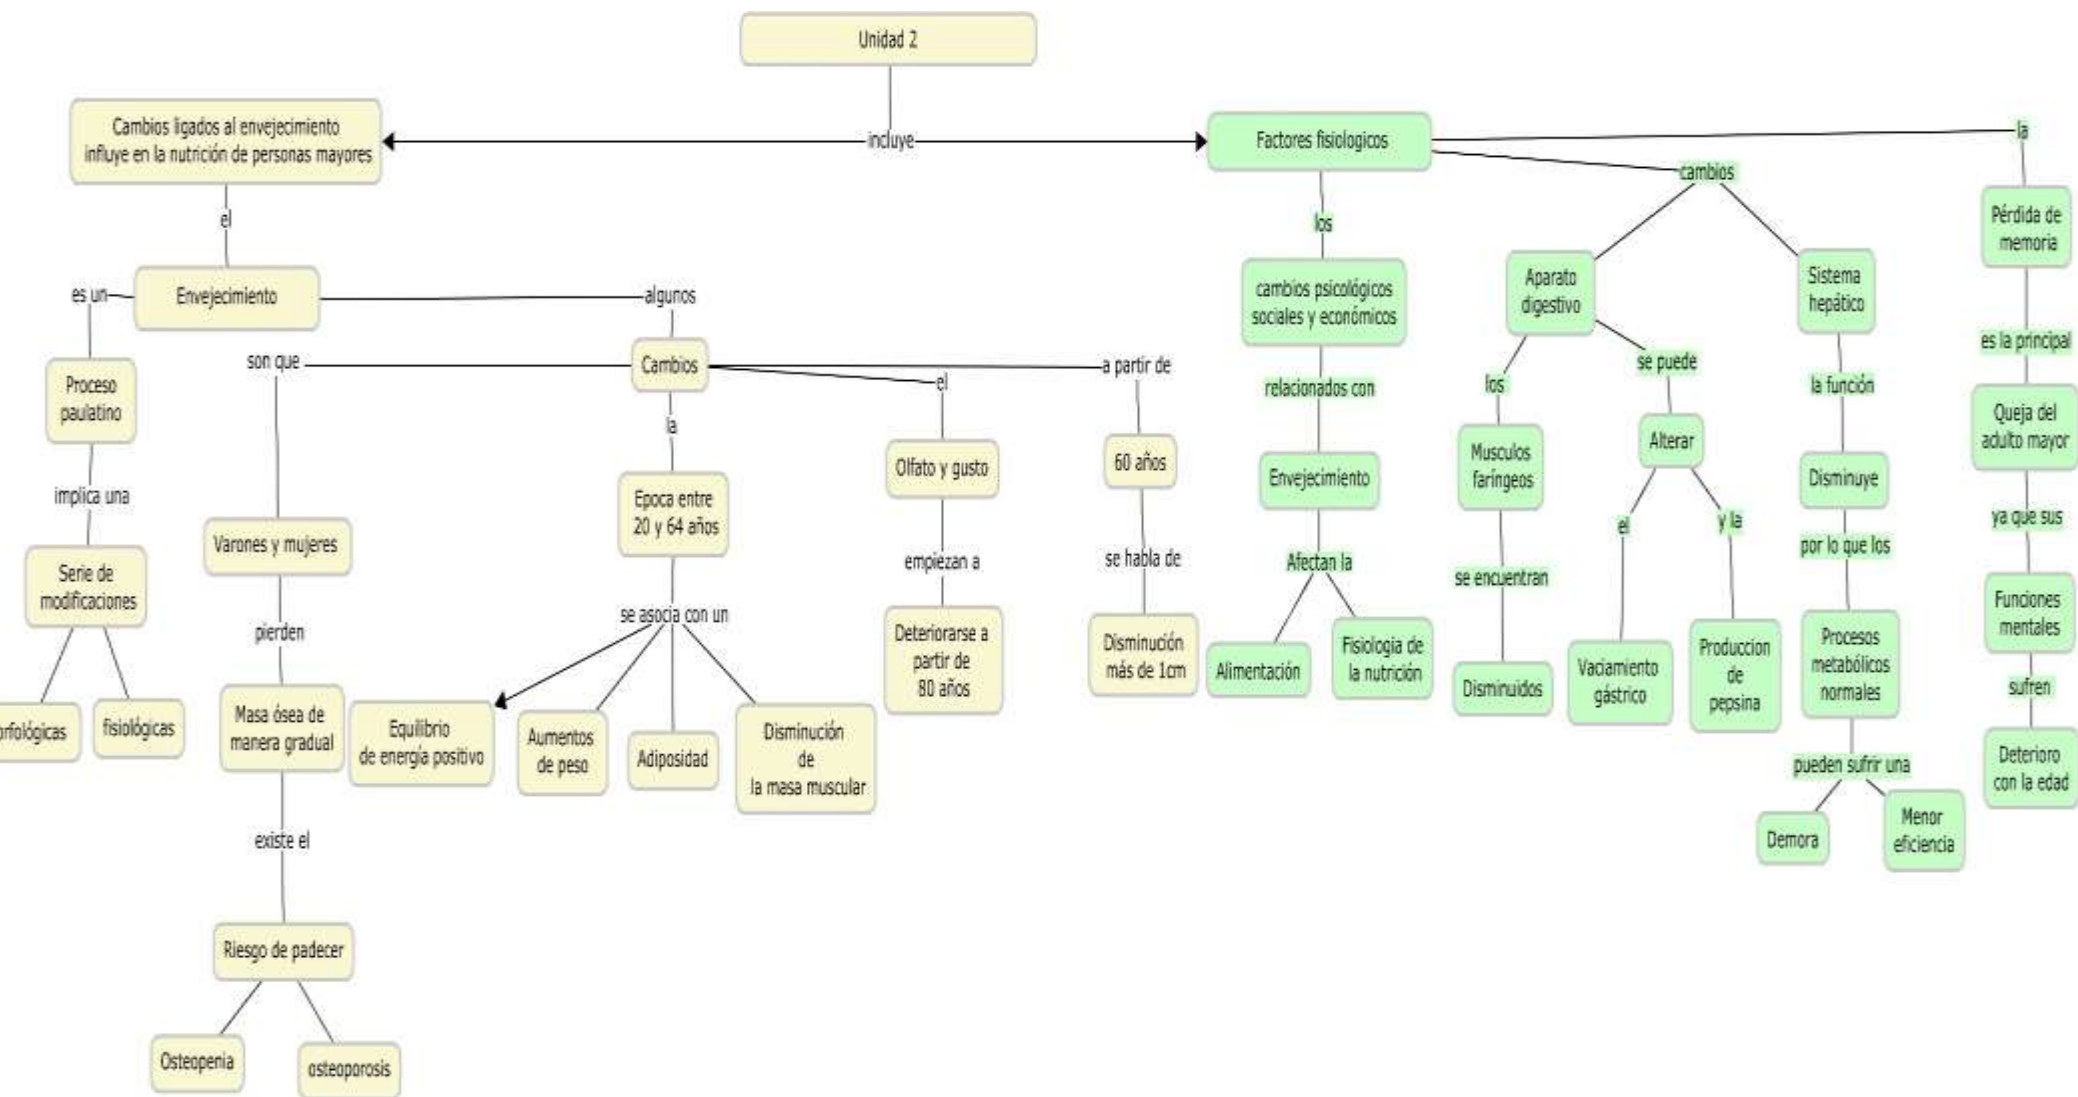 Unidad 2
incluye
Cambios ligados al envejecimiento
influye en la nutrición de personas mayores
el
Envejecimiento
es un
Proceso
paulatino
implica una
Serie de
modificaciones
orfológicas
fisiológicas
algunos
Cambios
son que
Varones y mujeres
pierden
Masa ósea de
manera gradual
existe el
Riesgo de padecer
Osteopenia
osteoporosis
la
Epoca entre
20 y 64 años
se asocia con un
Equilibrio
de energía positivo
Aumentos
de peso
Adiposidad
Disminución
de
la masa muscular
el
Olfato y gusto
empiezan a
Deteriorarse a
partir de
80 años
a partir de
60 años
se habla de
Disminución
más de 1cm
Factores fisiologicos
los
cambios psicológicos
sociales y económicos
relacionados con
Envejecimiento
Afectan la
Alimentación
Fisiologia de
la nutrición
cambios
Aparato
digestivo
los
Musculos
faríngeos
se encuentran
Disminuidos
se puede
Alterar
el
Vaciamiento
gástrico
y la
Produccion
de
pepsina
Sistema
hepático
la función
Disminuye
por lo que los
Procesos
metabólicos
normales
pueden sufrir una
Demora
Menor
eficiencia
la
Pérdida de
memoria
es la principal
Queja del
adulto mayor
ya que sus
Funciones
mentales
sufren
Deterioro
con la edad